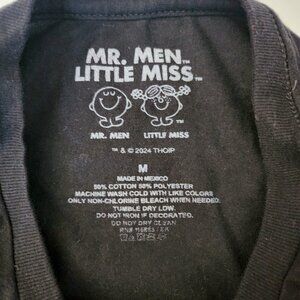 MR. MEN™
LITTLE MISS™
MR. MEN LITTLE MISS
™ & © 2024 THOIP
M
MADE IN MEXICO
50% COTTON 50% POLYESTER
MACHINE WASH COLD WITH LIKE COLORS
ONLY NON-CHLORINE BLEACH WHEN NEEDED.
TUMBLE DRY LOW.
DO NOT IRON IF DECORATED.
DO NOT DRY CLEAN